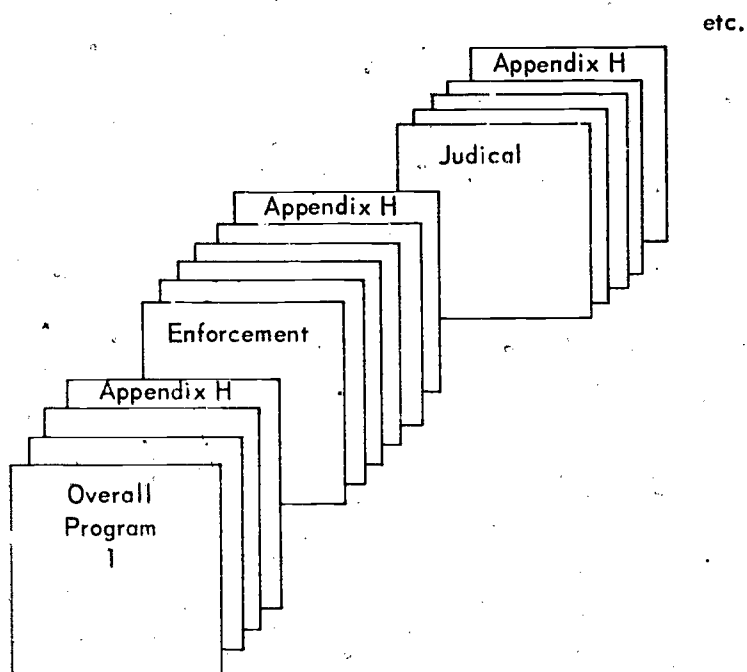 etc.
Appendix H
Judical
Appendix H
Enforcement
Appendix H
Overall
Program
1